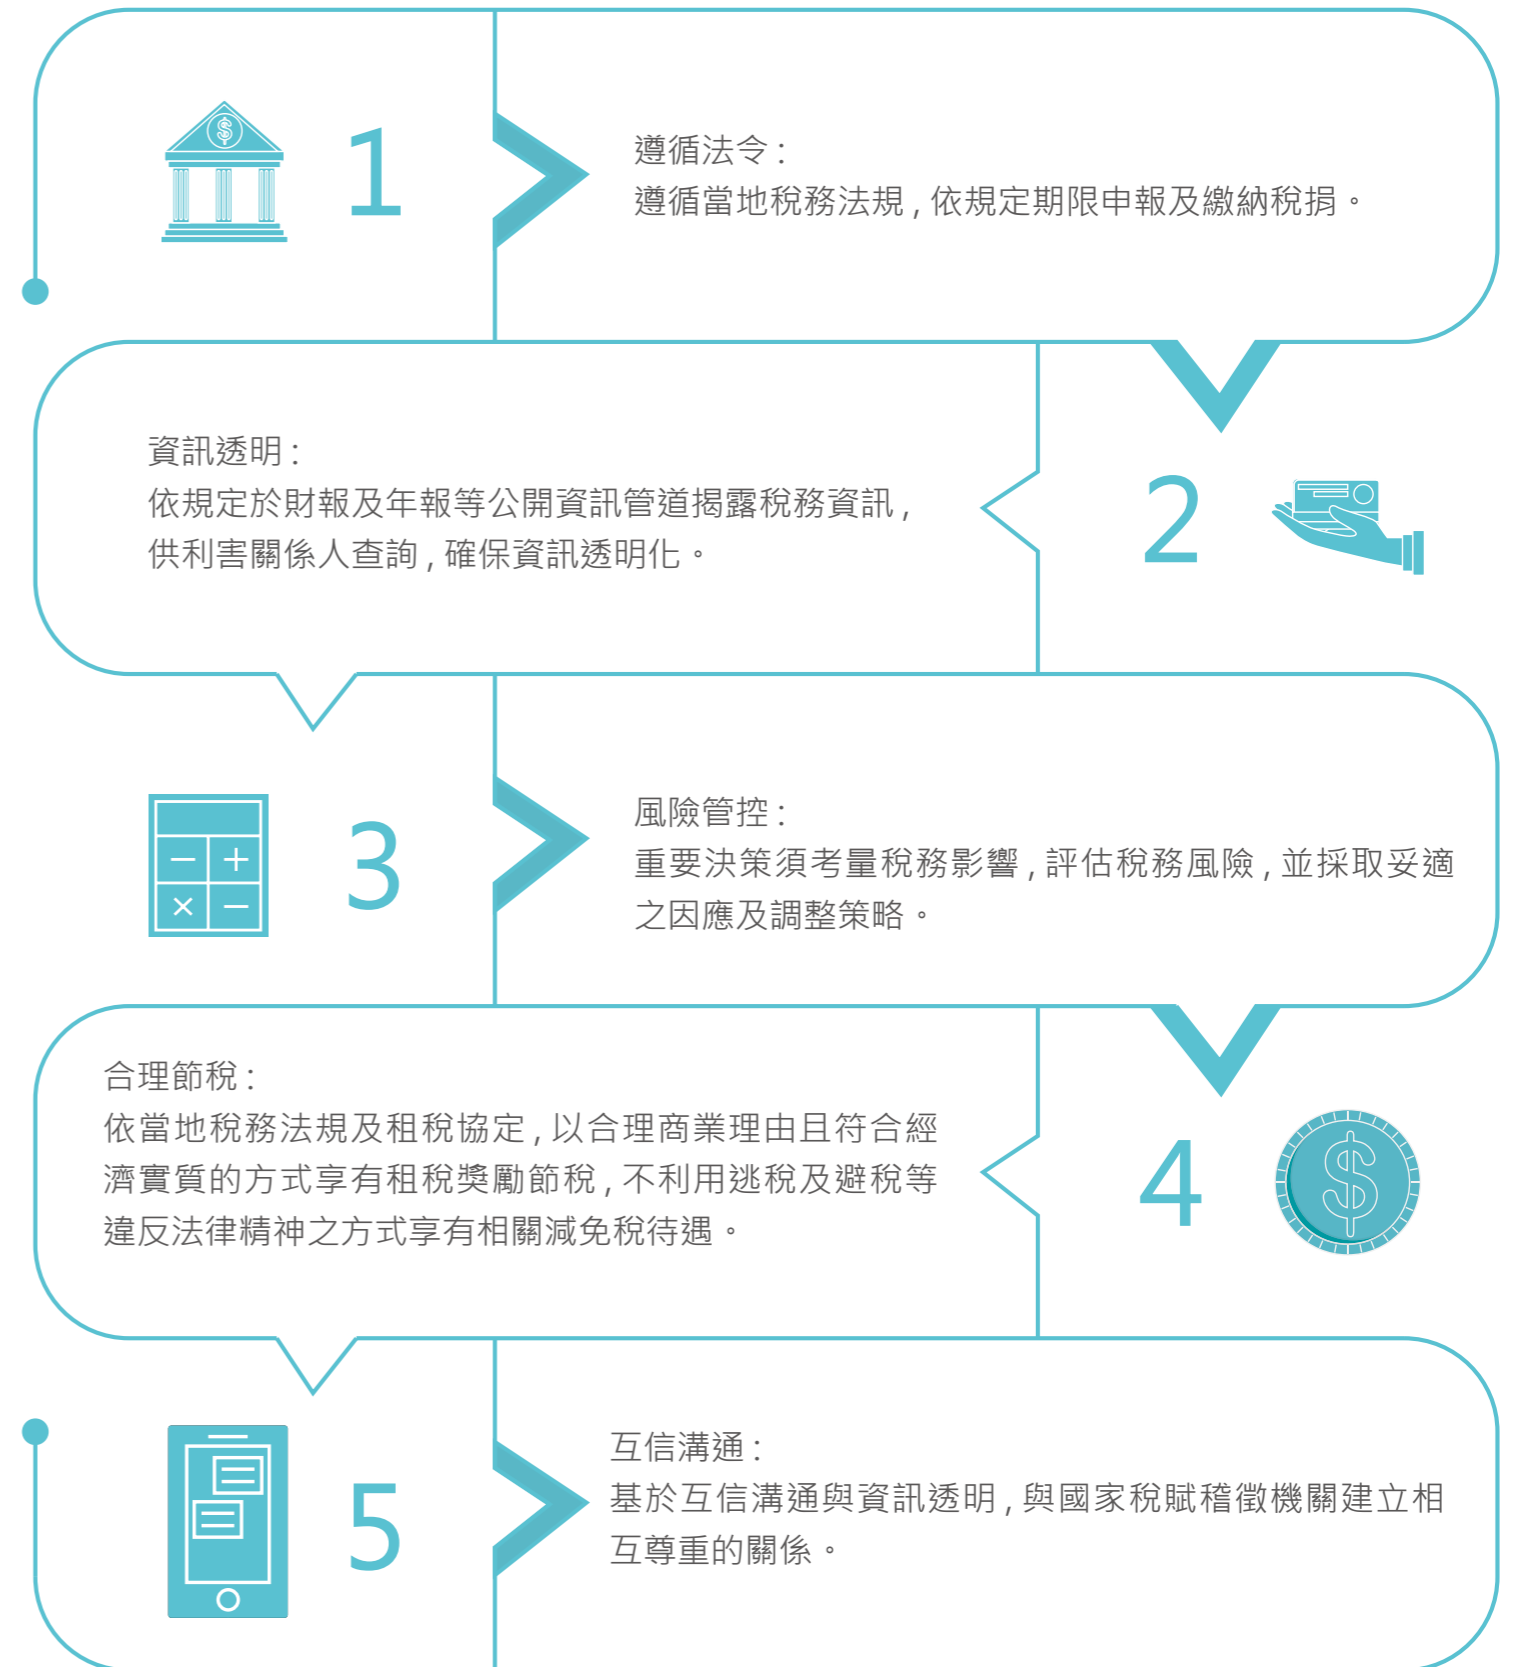 1
遵循法令 :
遵循當地稅務法規 , 依規定期限申報及繳納稅捐。
資訊透明 :
依規定於財報及年報等公開資訊管道揭露稅務資訊 ,
供利害關係人查詢 , 確保資訊透明化。
2
3
風險管控 :
重要決策須考量稅務影響 , 評估稅務風險 , 並採取妥適
之因應及調整策略。
合理節稅 :
依當地稅務法規及租稅協定 , 以合理商業理由且符合經
濟實質的方式享有租稅獎勵節稅 , 不利用逃稅及避稅等
違反法律精神之方式享有相關減免稅待遇。
4
5
互信溝通 :
基於互信溝通與資訊透明 , 與國家稅賦稽徵機關建立相
互尊重的關係。